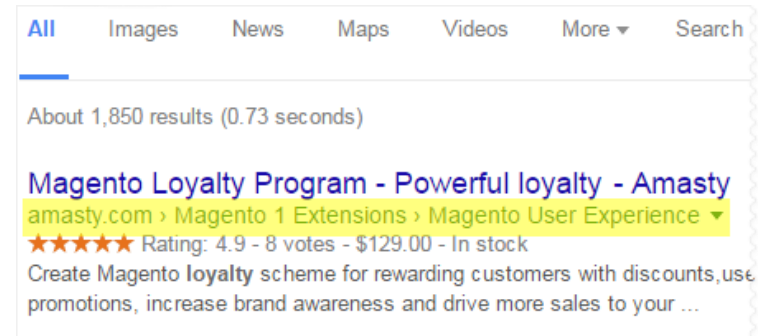 All Images News Maps Videos More Search
About 1,850 results (0.73 seconds)
Magento Loyalty Program - Powerful loyalty - Amasty
amasty.com › Magento 1 Extensions › Magento User Experience
Rating: 4.9 - 8 votes - $129.00 - In stock
Create Magento loyalty scheme for rewarding customers with discounts,use
promotions, increase brand awareness and drive more sales to your ...